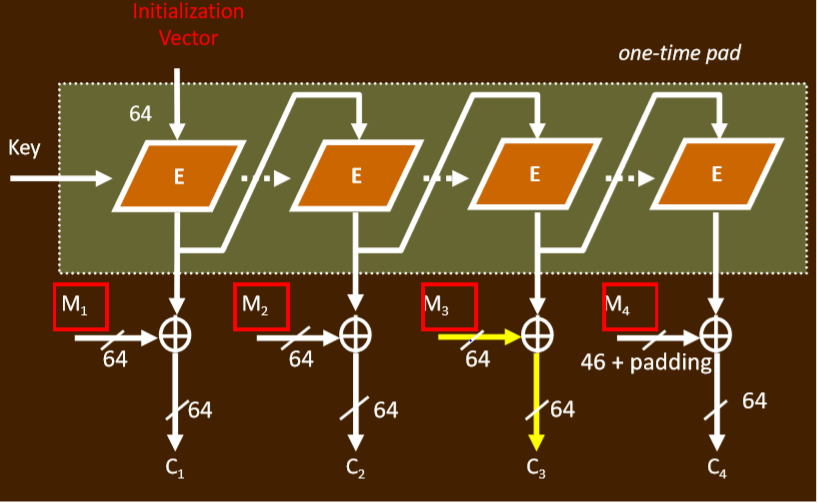 Initialization
Vector
one-time pad
64
Key
E
E
E
E
M1
M2
M3
M4
64
64
64
46 + padding
64
64
64
64
C1
C2
C3
C4